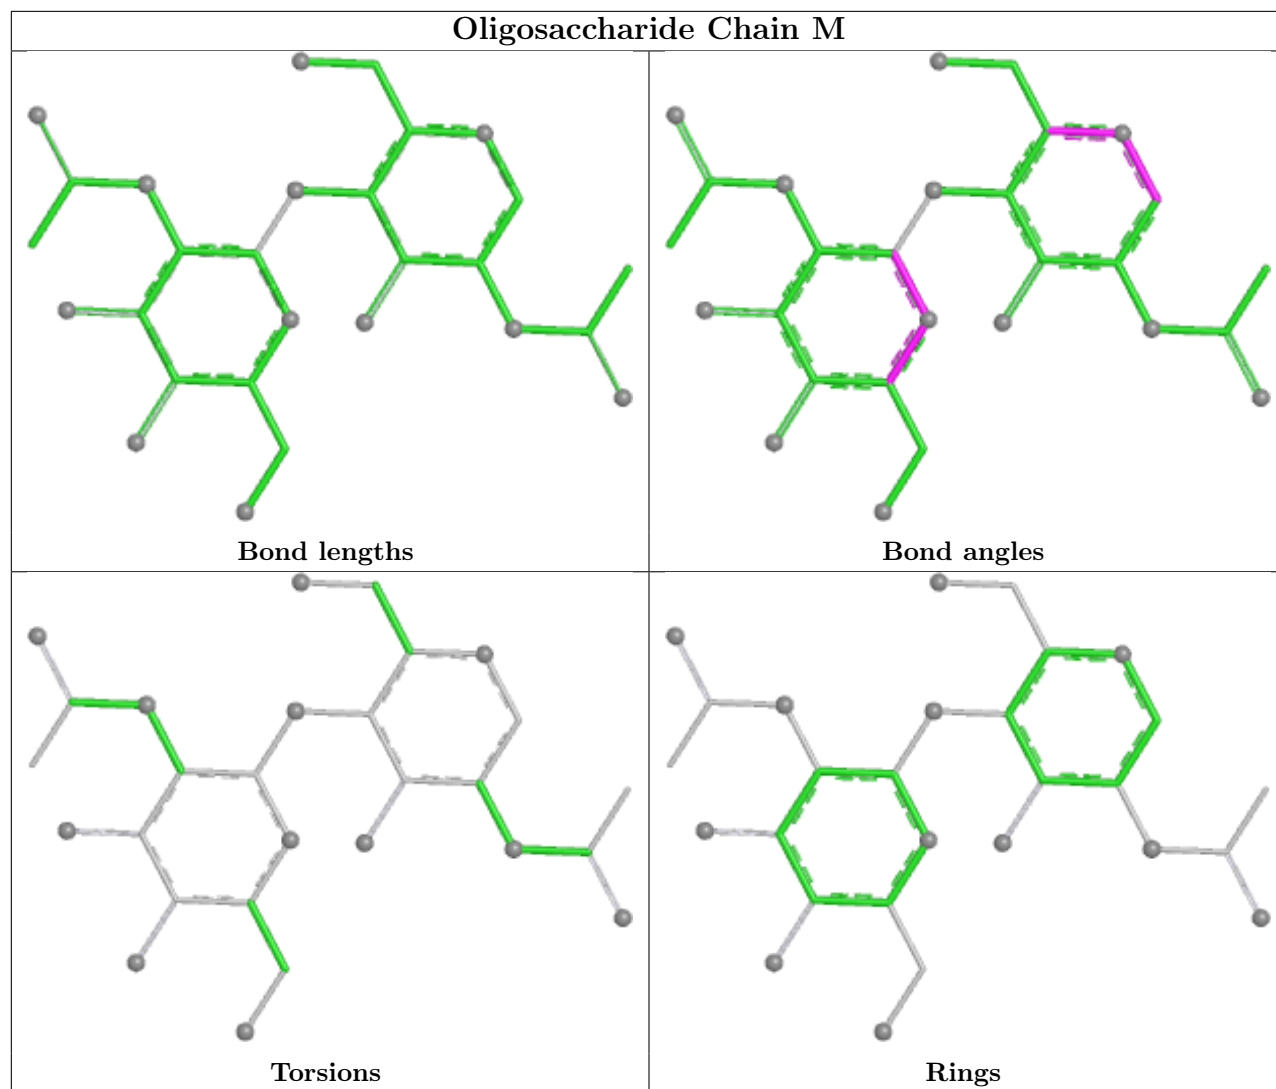 Oligosaccharide Chain M
Bond lengths
Bond angles
Torsions
Rings